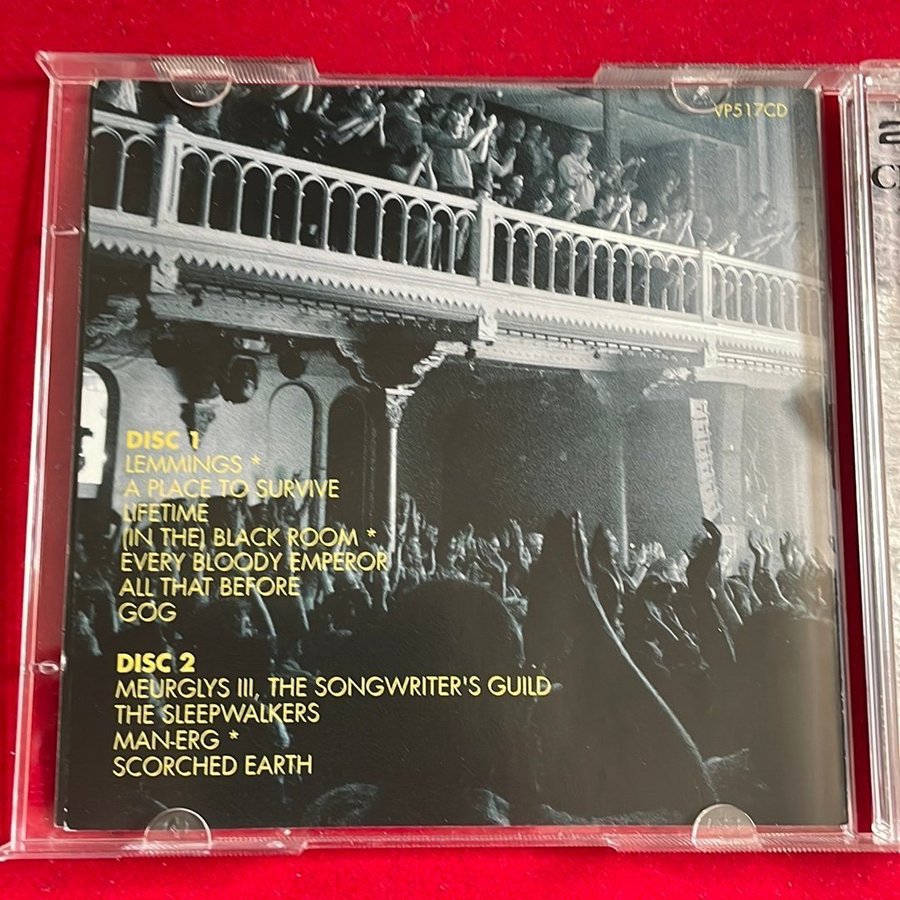 VP517CD
DISC 1
LEMMINGS *
A PLACE TO SURVIVE
LIFETIME
(IN THE) BLACK ROOM *
EVERY BLOODY EMPEROR
ALL THAT BEFORE
GOG
DISC 2
MEURGLYS III, THE SONGWRITER'S GUILD
THE SLEEPWALKERS
MAN-ERG *
SCORCHED EARTH